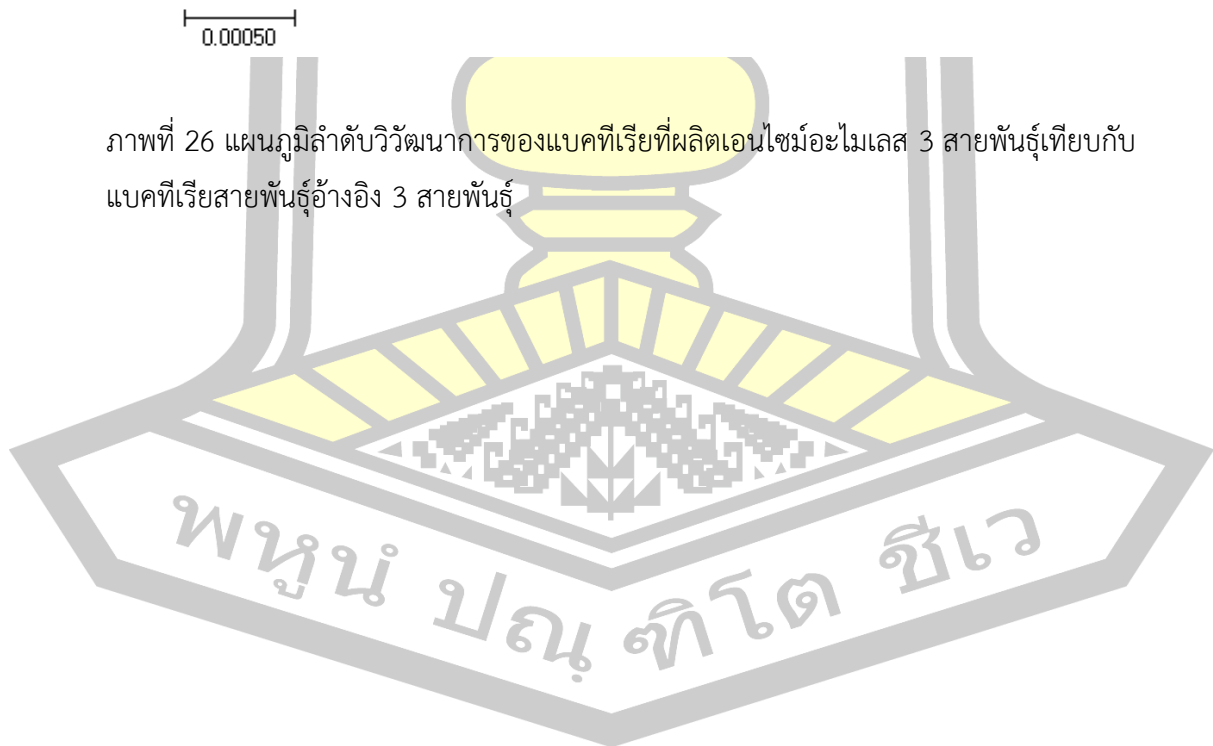 0.00050
ภาพที่ 26 แผนภูมิลำดับวิวัฒนาการของแบคทีเรียที่ผลิตเอนไซม์อะไมเลส 3 สายพันธุ์เทียบกับ
แบคทีเรียสายพันธุ์อ้างอิง 3 สายพันธุ์
พหูนํ ปณฺฑิโต ชีเว